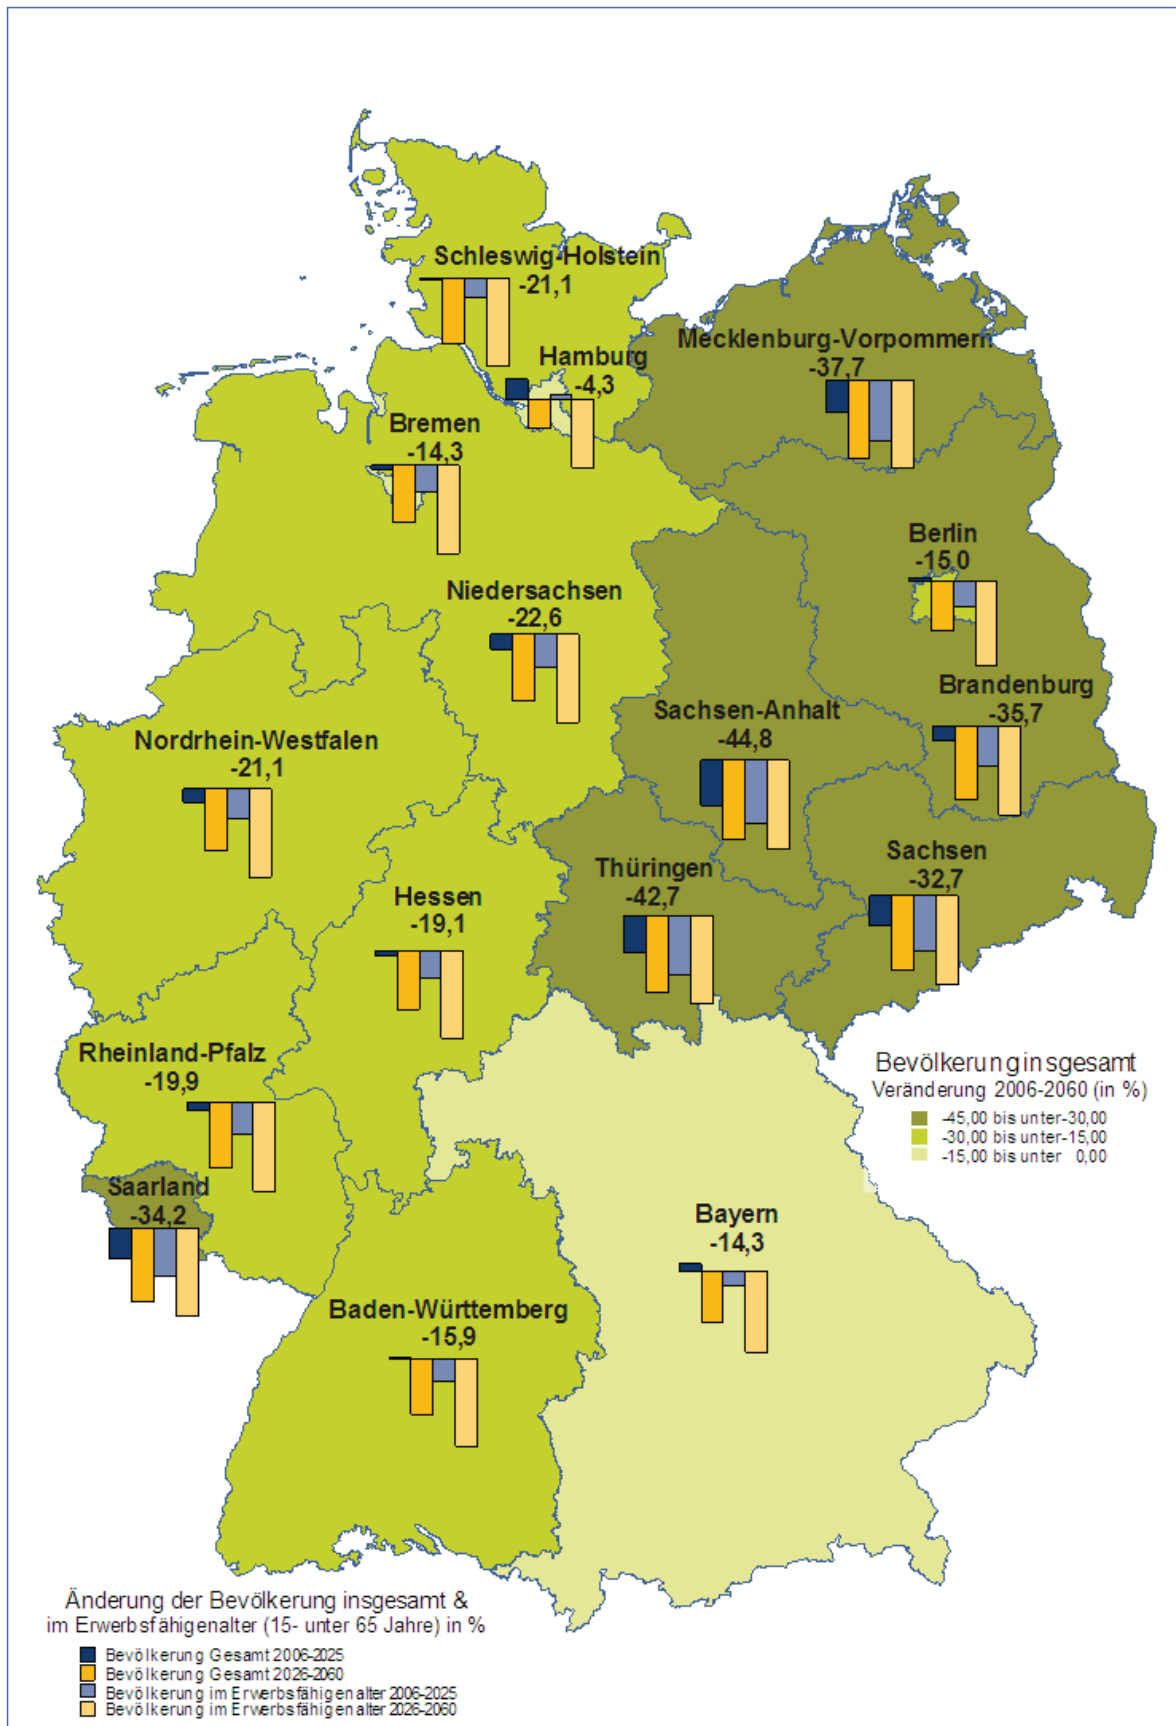 Schleswig-Holstein
-21,1
Mecklenburg-Vorpommern
-37,7
Hamburg
-4,3
Bremen
-14,3
Berlin
-15,0
Niedersachsen
-22,6
Brandenburg
-35,7
Sachsen-Anhalt
-44,8
Nordrhein-Westfalen
-21,1
Sachsen
-32,7
Thüringen
-42,7
Hessen
-19,1
Rheinland-Pfalz
-19,9
Bevölkerung insgesamt
Veränderung 2006-2060 (in %)
-45,00 bis unter -30,00
-30,00 bis unter -15,00
-15,00 bis unter 0,00
Saarland
-34,2
Bayern
-14,3
Baden-Württemberg
-15,9
Änderung der Bevölkerung insgesamt &
im Erwerbsfähigenalter (15- unter 65 Jahre) in %
Bevölkerung Gesamt 2006-2025
Bevölkerung Gesamt 2026-2060
Bevölkerung im Erwerbsfähigenalter 2006-2025
Bevölkerung im Erwerbsfähigenalter 2026-2060